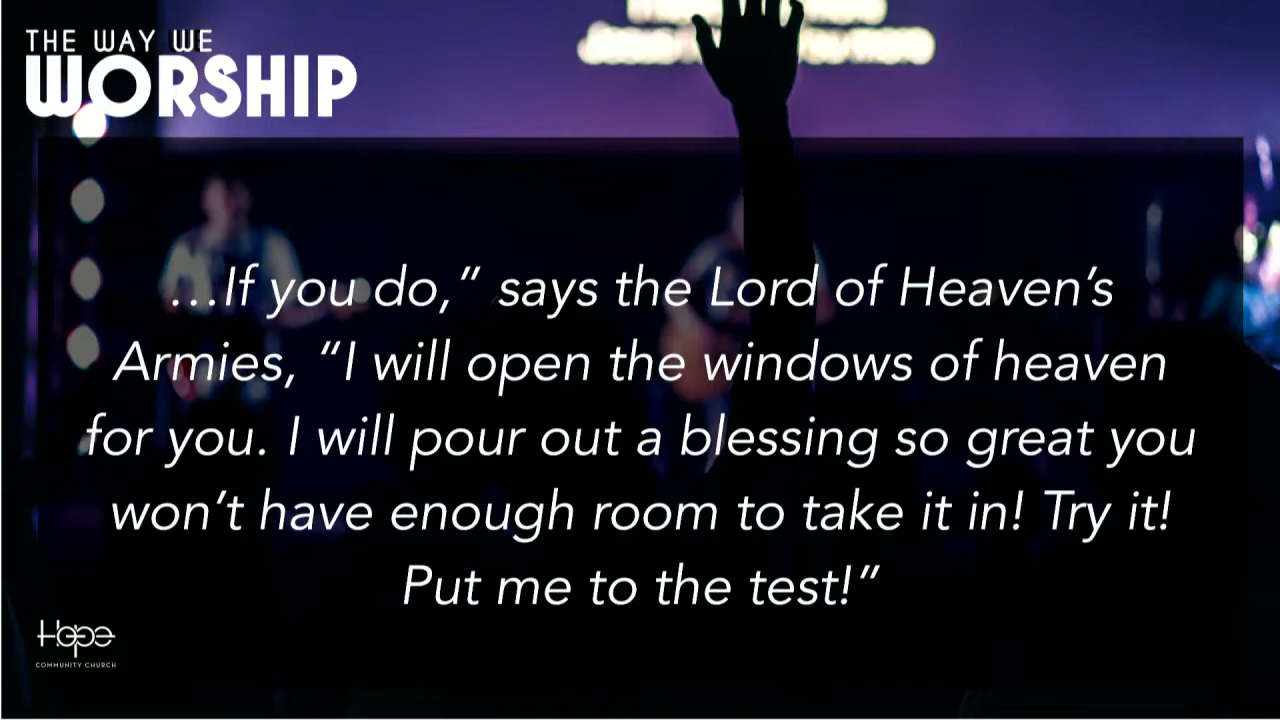 THE WAY WE
WORSHIP
…If you do,” says the Lord of Heaven’s
Armies, “I will open the windows of heaven
for you. I will pour out a blessing so great you
won’t have enough room to take it in! Try it!
Put me to the test!”
Hope
COMMUNITY CHURCH